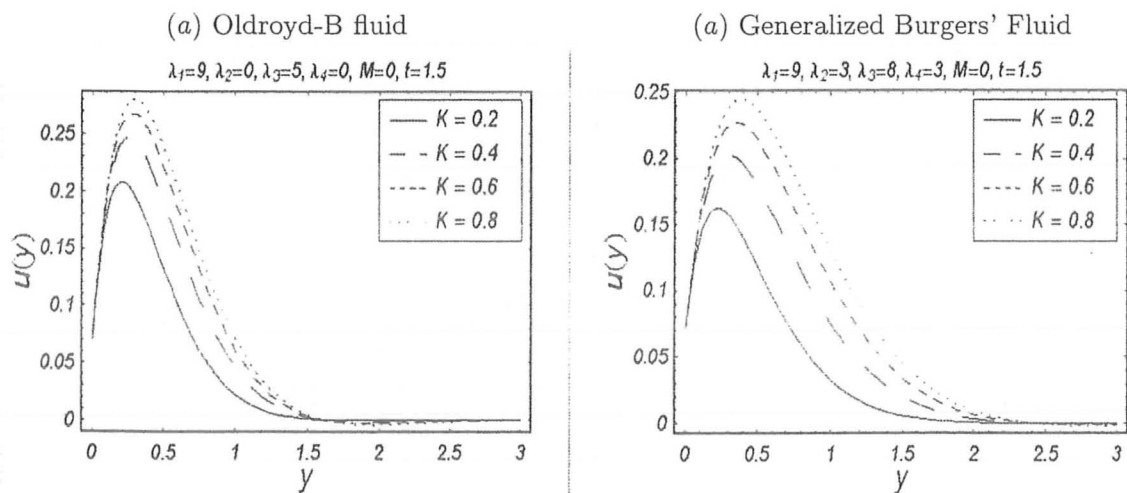 (a) Oldroyd-B fluid
λ1=9, λ2=0, λ3=5, λ4=0, M=0, t=1.5
K = 0.2
K = 0.4
K = 0.6
K = 0.8
0.25
0.2
0.15
0.1
0.05
0
u(y)
0 0.5 1 1.5 2 2.5 3
y
(a) Generalized Burgers' Fluid
λ1=9, λ2=3, λ3=8, λ4=3, M=0, t=1.5
K = 0.2
K = 0.4
K = 0.6
K = 0.8
0.25
0.2
0.15
0.1
0.05
0
u(y)
0 0.5 1 1.5 2 2.5 3
y